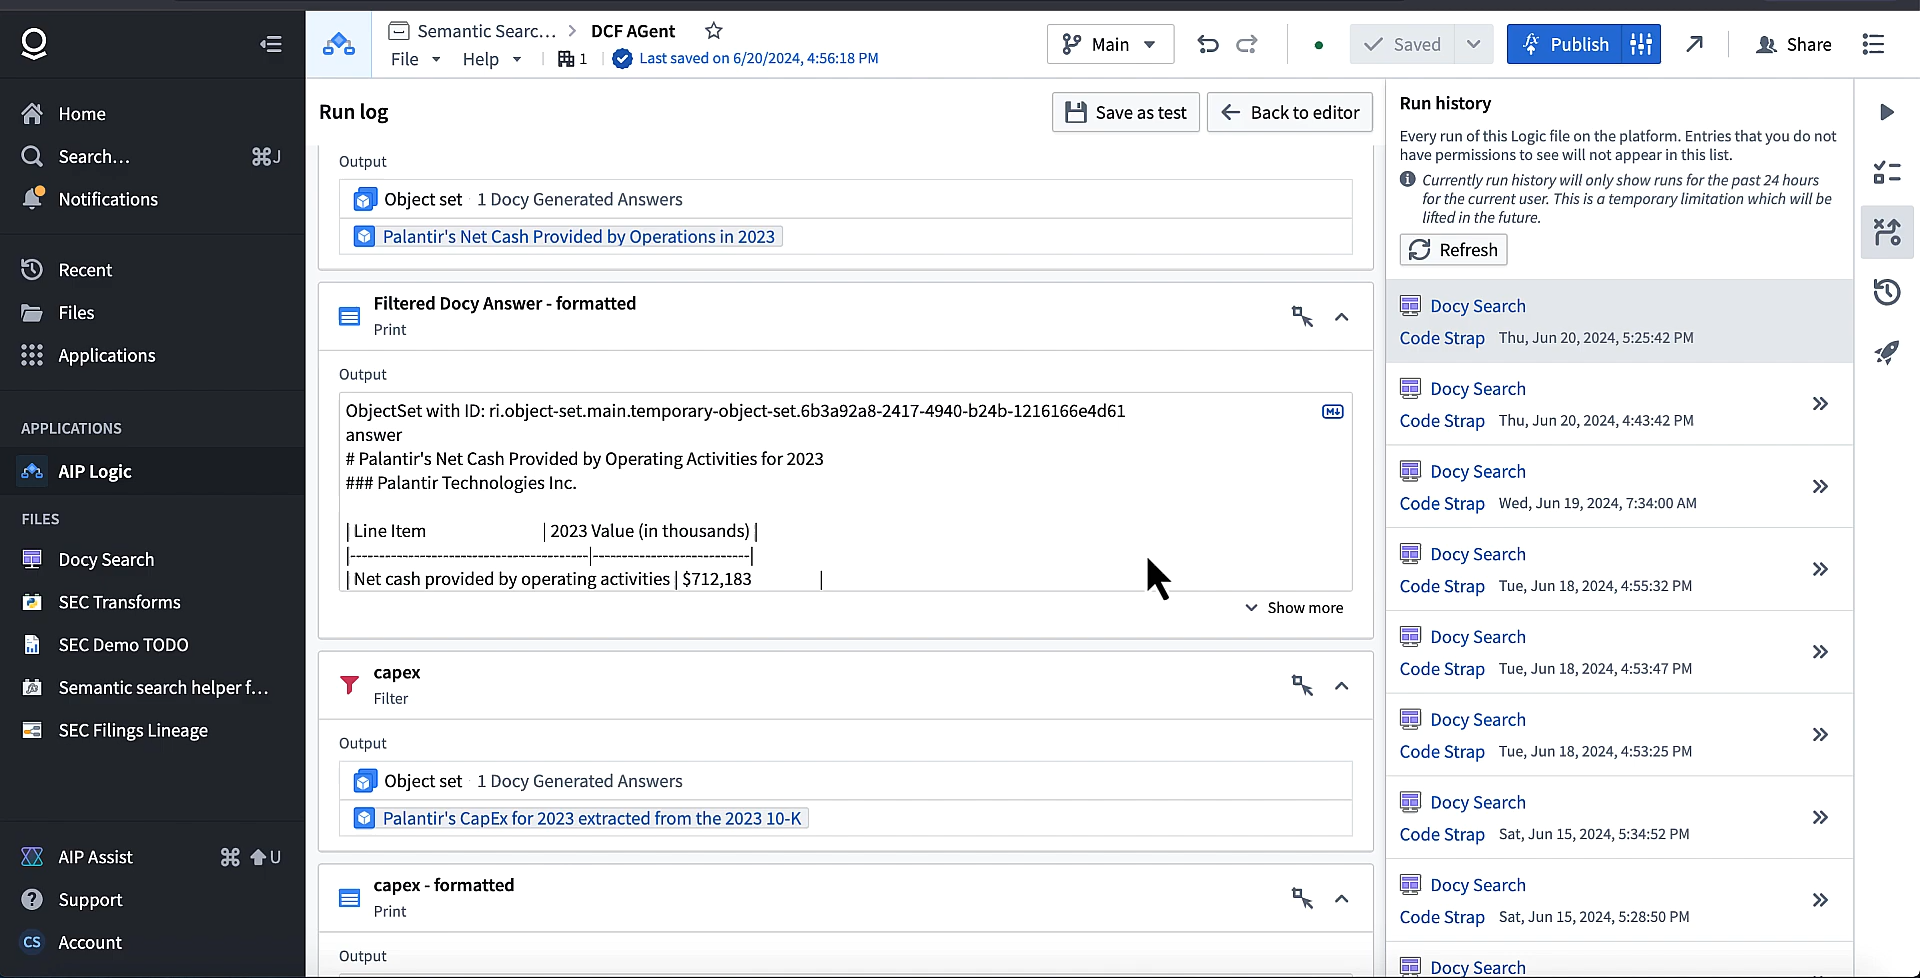 Home
Search...
⌘J
Notifications
Recent
Files
Applications
APPLICATIONS
AIP Logic
FILES
Docy Search
SEC Transforms
SEC Demo TODO
Semantic search helper f...
SEC Filings Lineage
AIP Assist
⌘ ⬆ U
Support
CS Account
Semantic Searc... > DCF AGent
File Help 1 Last saved on 6/20/2024, 4:56:18 PM
Main
Saved
Publish
Share
Run log
Save as test
Back to editor
Output
Object set · 1 Docy Generated Answers
Palantir's Net Cash Provided by Operations in 2023
Filtered Docy Answer - formatted
Print
Output
ObjectSet with ID: ri.object-set.main.temporary-object-set.6b3a92a8-2417-4940-b24b-1216166e4d61
answer
# Palantir's Net Cash Provided by Operating Activities for 2023
### Palantir Technologies Inc.
| Line Item | 2023 Value (in thousands) |
|-----------------------------------------|---------------------------|
| Net cash provided by operating activities | $712,183 |
Show more
capex
Filter
Output
Object set · 1 Docy Generated Answers
Palantir's CapEx for 2023 extracted from the 2023 10-K
capex - formatted
Print
Output
Run history
Every run of this Logic file on the platform. Entries that you do not
have permissions to see will not appear in this list.
Currently run history will only show runs for the past 24 hours
for the current user. This is a temporary limitation which will be
lifted in the future.
Refresh
Docy Search
Code Strap Thu, Jun 20, 2024, 5:25:42 PM
Docy Search
Code Strap Thu, Jun 20, 2024, 4:43:42 PM
Docy Search
Code Strap Wed, Jun 19, 2024, 7:34:00 AM
Docy Search
Code Strap Tue, Jun 18, 2024, 4:55:32 PM
Docy Search
Code Strap Tue, Jun 18, 2024, 4:53:47 PM
Docy Search
Code Strap Tue, Jun 18, 2024, 4:53:25 PM
Docy Search
Code Strap Sat, Jun 15, 2024, 5:34:52 PM
Docy Search
Code Strap Sat, Jun 15, 2024, 5:28:50 PM
Docy Search